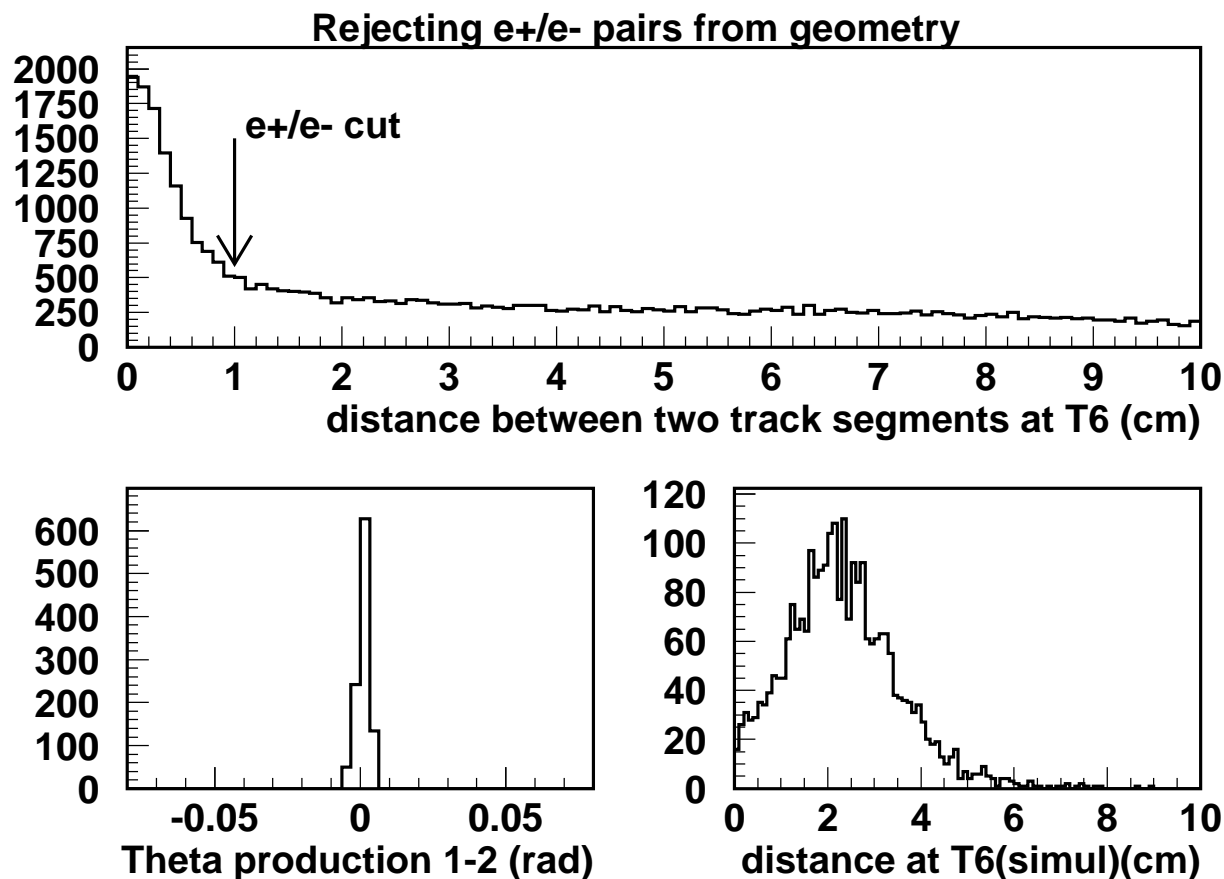 Rejecting e+/e- pairs from geometry
2000
1750
1500
1250
1000
750
500
250
0
e+/e- cut
0 1 2 3 4 5 6 7 8 9 10
distance between two track segments at T6 (cm)
600
500
400
300
200
100
0
-0.05 0 0.05
Theta production 1-2 (rad)
120
100
80
60
40
20
0
0 2 4 6 8 10
distance at T6(simul)(cm)